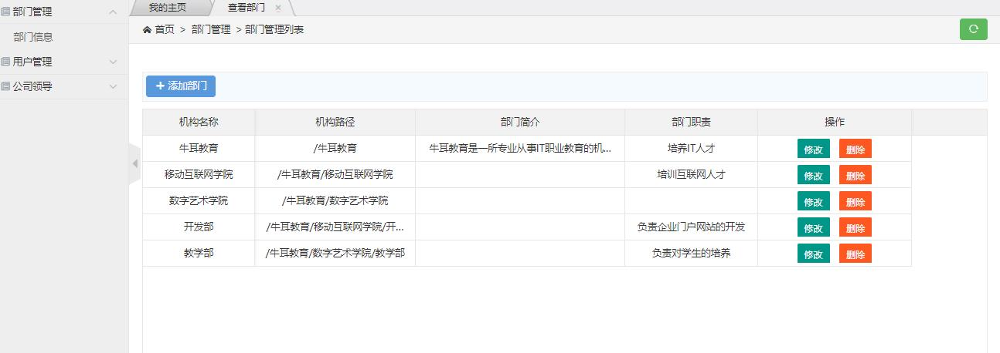 部门管理
部门信息
用户管理
公司领导
我的主页 查看部门 ×
首页 > 部门管理 > 部门管理列表
+ 添加部门
机构名称 机构路径 部门简介 部门职责 操作
牛耳教育 /牛耳教育 牛耳教育是一所专业从事IT职业教育的机... 培养IT人才 修改 删除
移动互联网学院 /牛耳教育/移动互联网学院 培训互联网人才 修改 删除
数字艺术学院 /牛耳教育/数字艺术学院 修改 删除
开发部 /牛耳教育/移动互联网学院/开... 负责企业门户网站的开发 修改 删除
教学部 /牛耳教育/数字艺术学院/教学部 负责对学生的培养 修改 删除